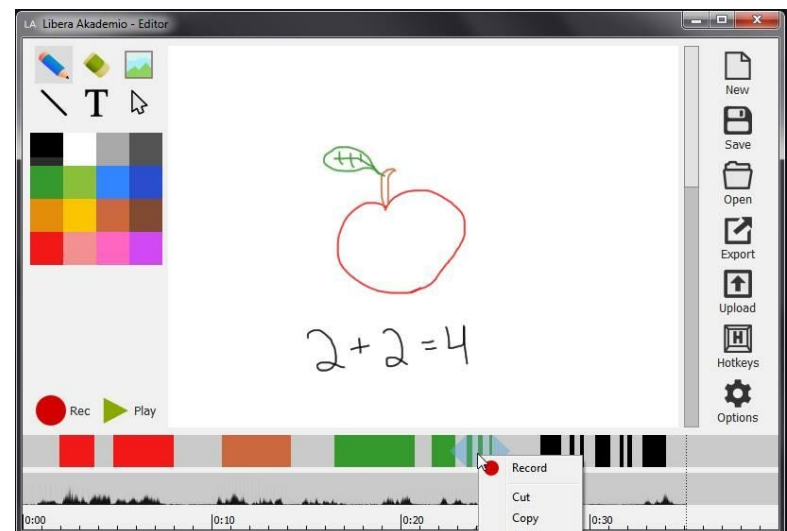 LA Libera Akademio - Editor
T
New
Save
Open
Export
Upload
H
Hotkeys
Options
2 + 2 = 4
Rec
Play
Record
Cut
Copy
0:00
0:10
0:20
0:30